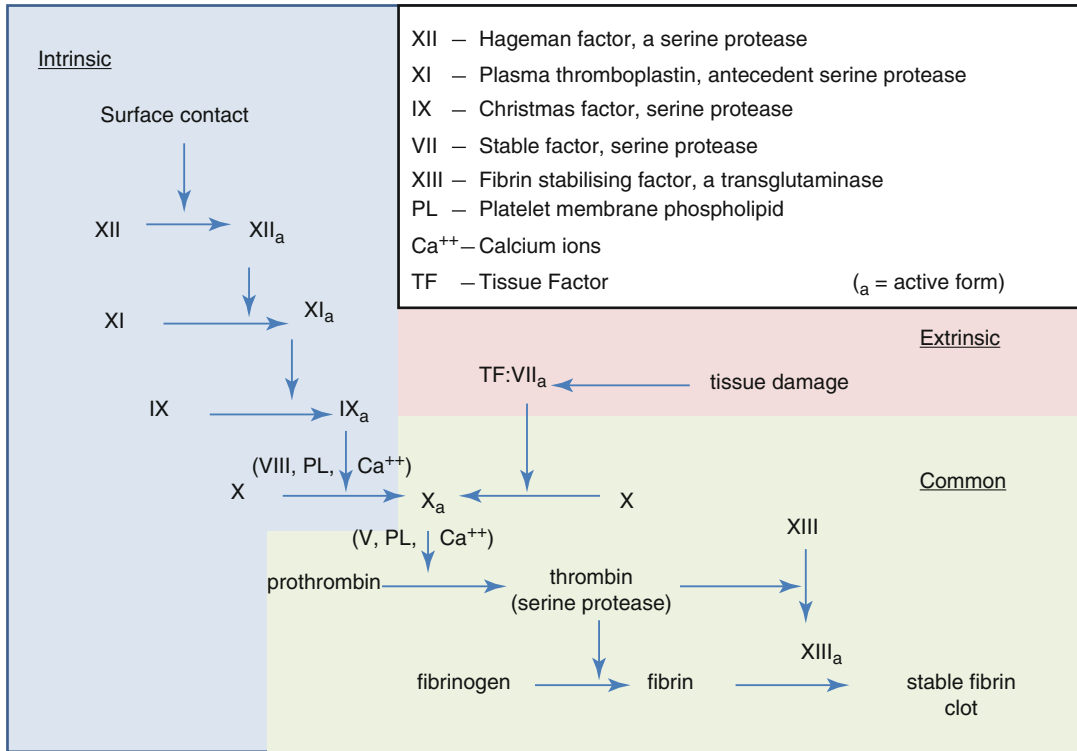 Intrinsic
Surface contact
XII
XIIₐ
XI
XIₐ
IX
IXₐ
(VIII, PL, Ca⁺⁺)
X
Xₐ
XII – Hageman factor, a serine protease
XI – Plasma thromboplastin, antecedent serine protease
IX – Christmas factor, serine protease
VII – Stable factor, serine protease
XIII – Fibrin stabilising factor, a transglutaminase
PL – Platelet membrane phospholipid
Ca⁺⁺ – Calcium ions
TF – Tissue Factor (ₐ = active form)
Extrinsic
TF:VIIₐ
tissue damage
Common
X
(V, PL, Ca⁺⁺)
XIII
prothrombin
thrombin
(serine protease)
XIIIₐ
fibrinogen
fibrin
stable fibrin
clot